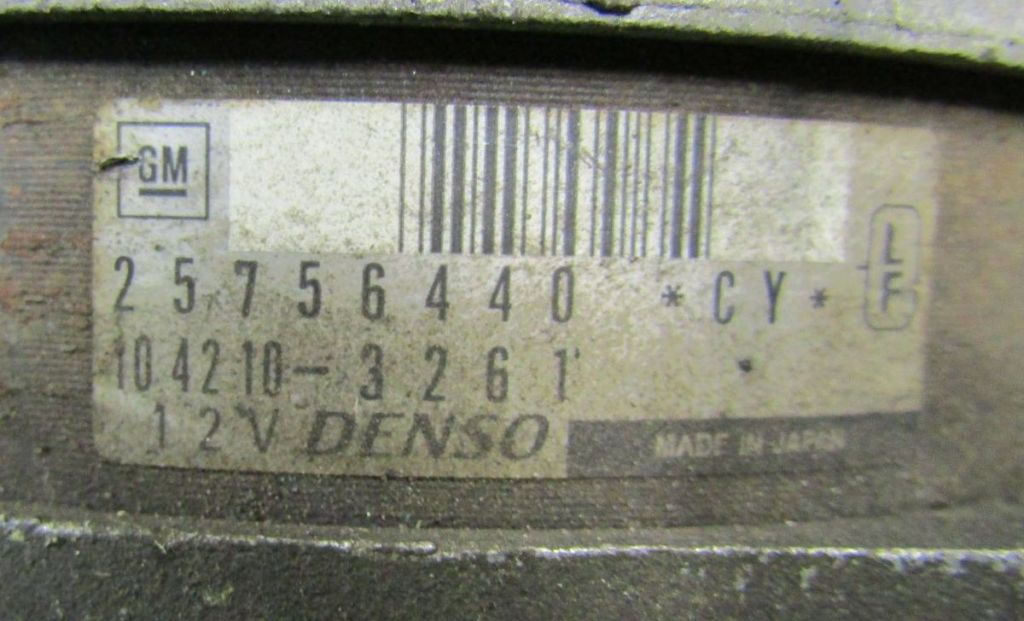 GM
25756440 *CY*
LF
104210-3261
12V DENSO
MADE IN JAPAN